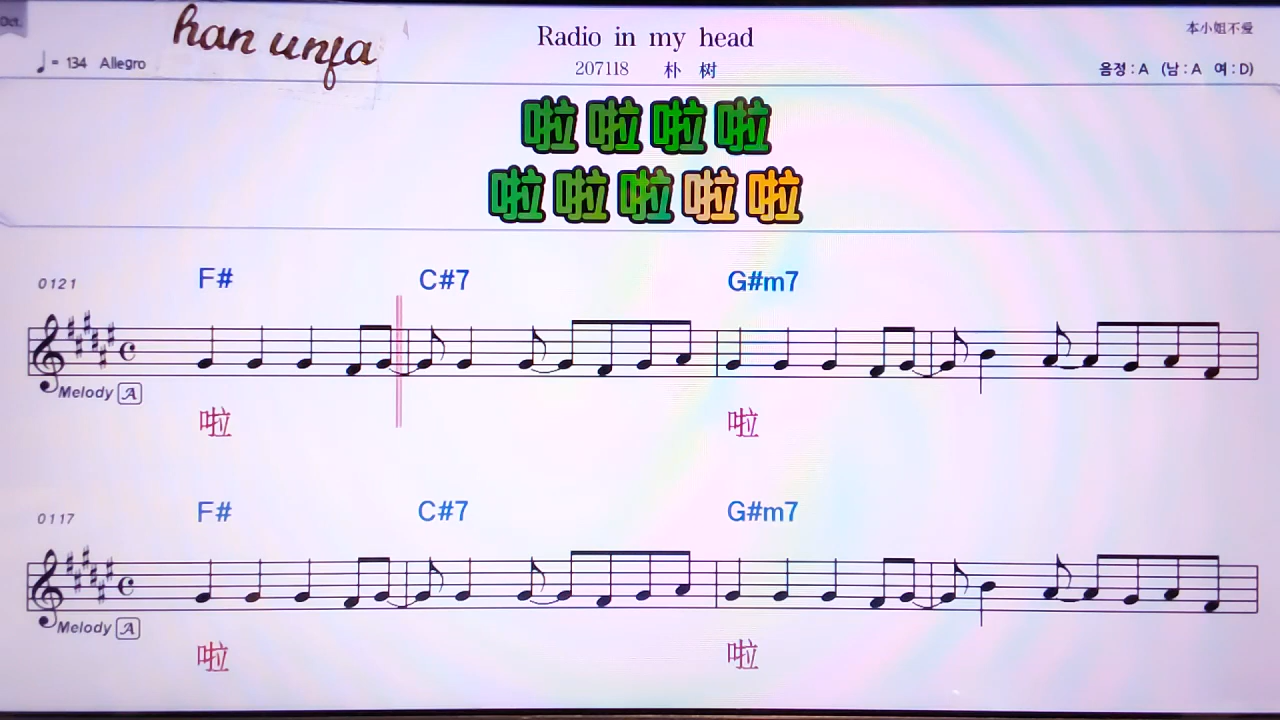 Oct.
han unfa
Radio in my head
本小姐不爱
♩= 134 Allegro
207118 朴 树
음정 : A (남 : A 여 : D)
啦 啦 啦 啦
啦 啦 啦 啦 啦
0121
F# C#7 G#m7
Melody A
啦 啦
0117
F# C#7 G#m7
Melody A
啦 啦